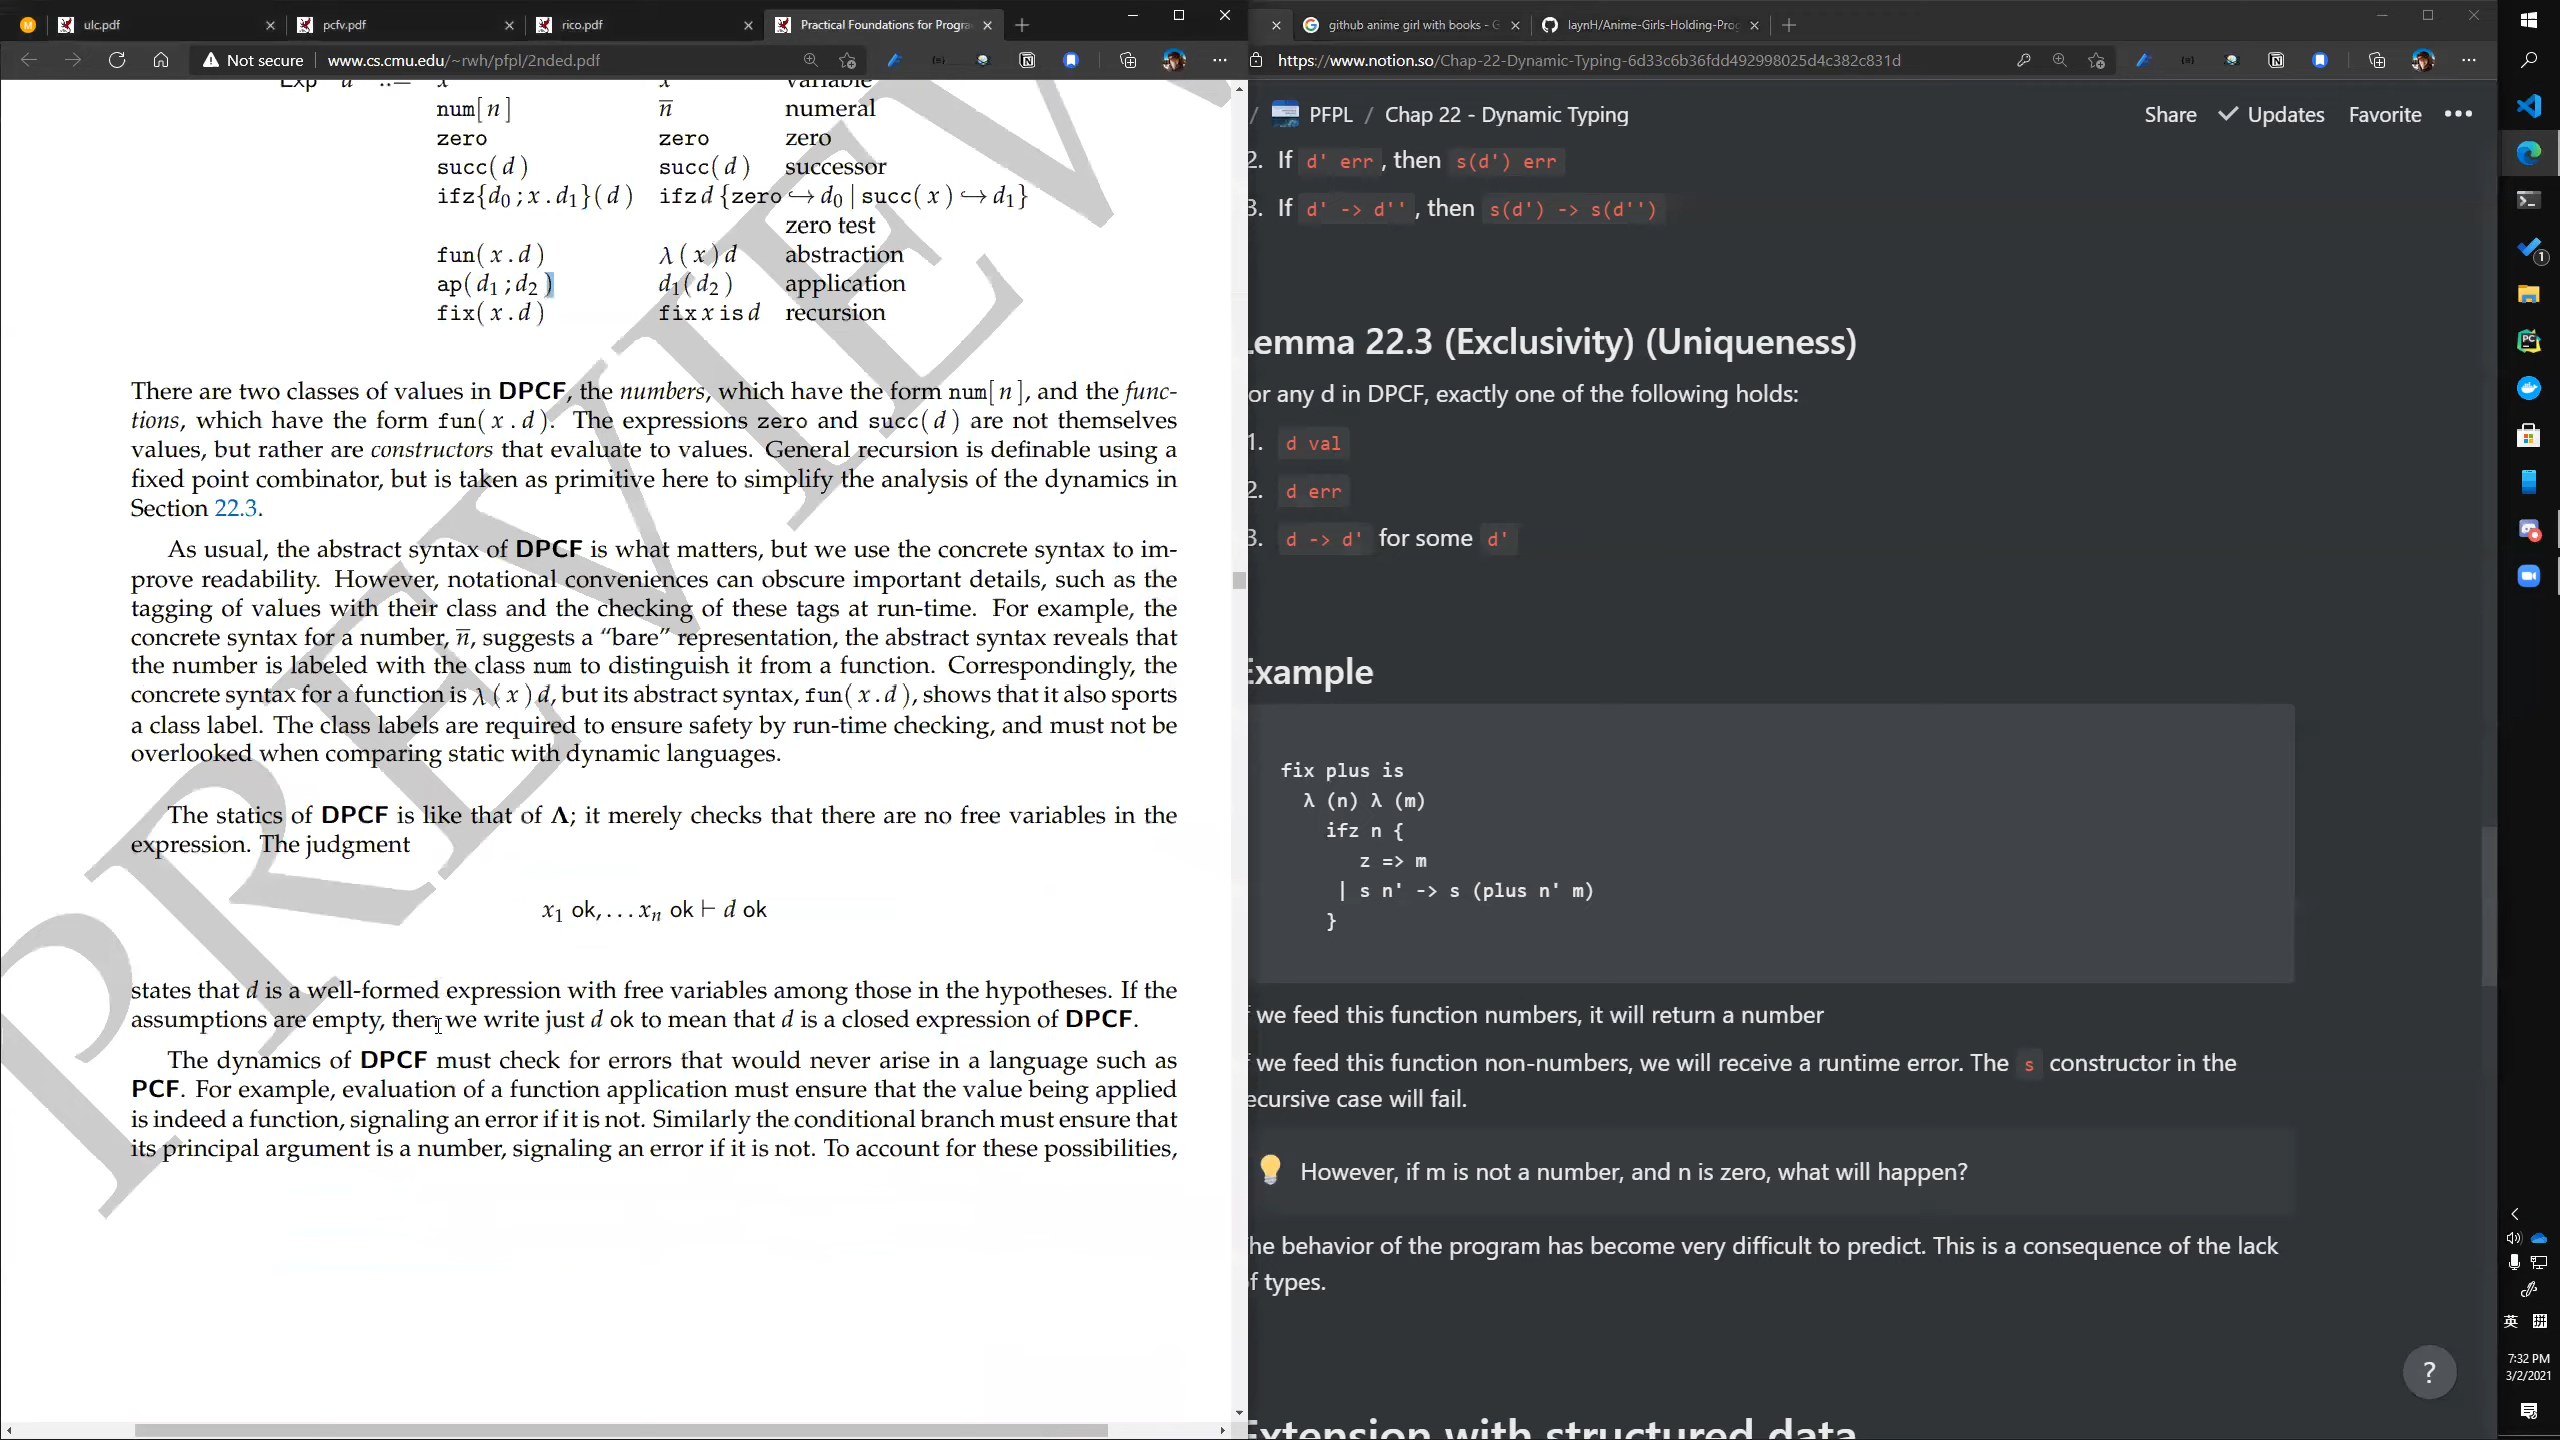 ulc.pdf
pcfv.pdf
rico.pdf
Practical Foundations for Progra
Not secure
www.cs.cmu.edu/~rwh/pfpl/2nded.pdf
Exp d ::= x x variable
num[n] n̅ numeral
zero zero zero
succ(d) succ(d) successor
ifz{d₀;x.d₁}(d) ifz d {zero ↪ d₀ | succ(x) ↪ d₁}
zero test
fun(x.d) λ(x)d abstraction
ap(d₁;d₂) d₁(d₂) application
fix(x.d) fix x is d recursion
There are two classes of values in DPCF, the numbers, which have the form num[n], and the func-
tions, which have the form fun(x.d). The expressions zero and succ(d) are not themselves
values, but rather are constructors that evaluate to values. General recursion is definable using a
fixed point combinator, but is taken as primitive here to simplify the analysis of the dynamics in
Section 22.3.
As usual, the abstract syntax of DPCF is what matters, but we use the concrete syntax to im-
prove readability. However, notational conveniences can obscure important details, such as the
tagging of values with their class and the checking of these tags at run-time. For example, the
concrete syntax for a number, n̅, suggests a “bare” representation, the abstract syntax reveals that
the number is labeled with the class num to distinguish it from a function. Correspondingly, the
concrete syntax for a function is λ(x)d, but its abstract syntax, fun(x.d), shows that it also sports
a class label. The class labels are required to ensure safety by run-time checking, and must not be
overlooked when comparing static with dynamic languages.
The statics of DPCF is like that of Λ; it merely checks that there are no free variables in the
expression. The judgment
x₁ ok, . . . xₙ ok ⊢ d ok
states that d is a well-formed expression with free variables among those in the hypotheses. If the
assumptions are empty, then we write just d ok to mean that d is a closed expression of DPCF.
The dynamics of DPCF must check for errors that would never arise in a language such as
PCF. For example, evaluation of a function application must ensure that the value being applied
is indeed a function, signaling an error if it is not. Similarly the conditional branch must ensure that
its principal argument is a number, signaling an error if it is not. To account for these possibilities,
PREVIEW
github anime girl with books - G
laynH/Anime-Girls-Holding-Prog
https://www.notion.so/Chap-22-Dynamic-Typing-6d33c6b36fdd492998025d4c382c831d
/ PFPL / Chap 22 - Dynamic Typing
Share Updates Favorite •••
2. If d' err , then s(d') err
3. If d' -> d'' , then s(d') -> s(d'')
Lemma 22.3 (Exclusivity) (Uniqueness)
or any d in DPCF, exactly one of the following holds:
1. d val
2. d err
3. d -> d' for some d'
Example
fix plus is
λ (n) λ (m)
ifz n {
z => m
| s n' -> s (plus n' m)
}
f we feed this function numbers, it will return a number
f we feed this function non-numbers, we will receive a runtime error. The s constructor in the
ecursive case will fail.
However, if m is not a number, and n is zero, what will happen?
he behavior of the program has become very difficult to predict. This is a consequence of the lack
of types.
Extension with structured data
?
1
英
拼
7:32 PM
3/2/2021